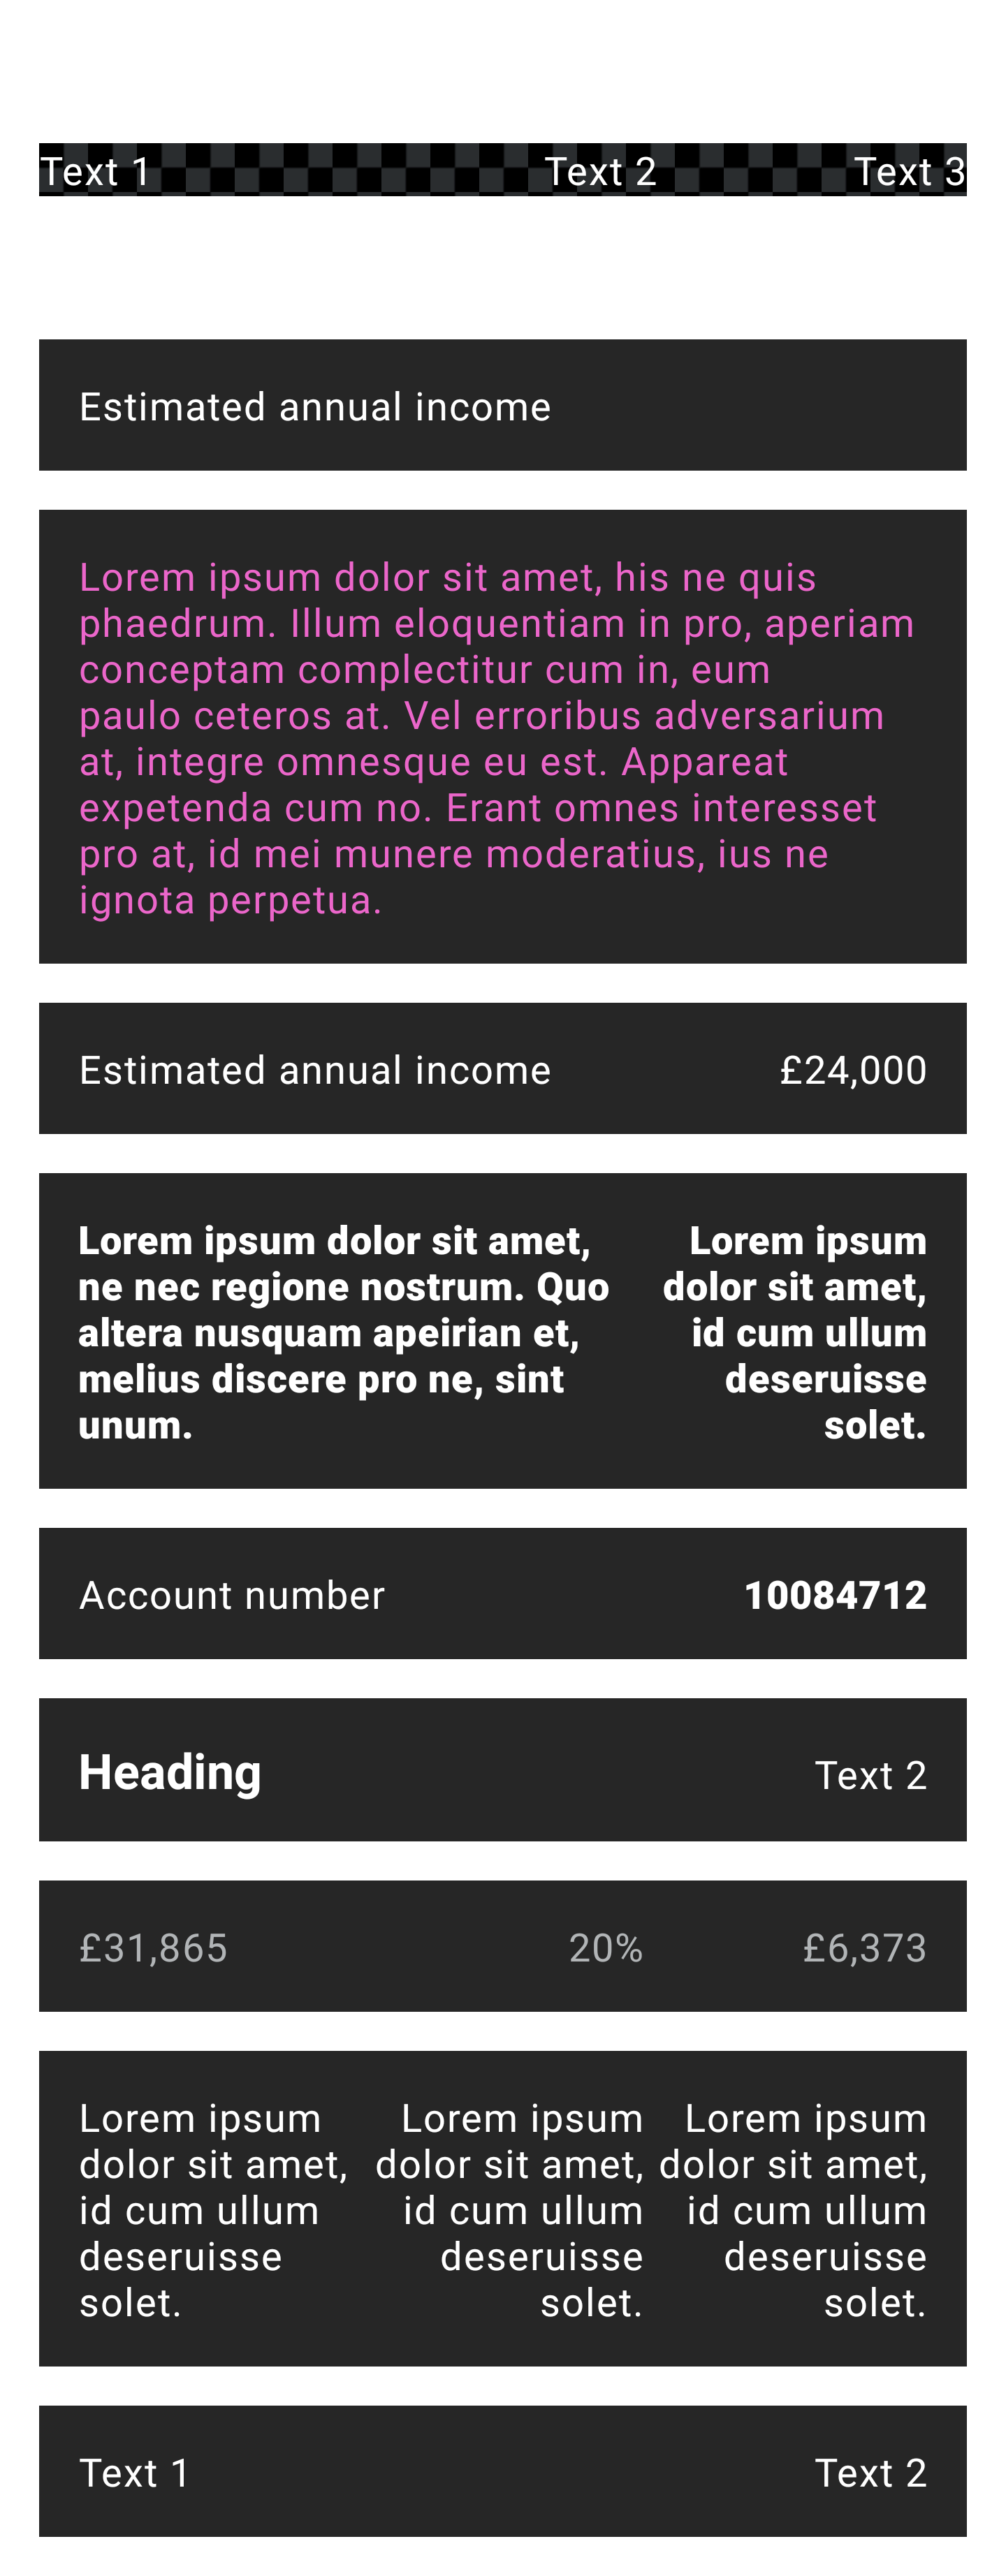 Text 1 Text 2 Text 3
Estimated annual income
Lorem ipsum dolor sit amet, his ne quis
phaedrum. Illum eloquentiam in pro, aperiam
conceptam complectitur cum in, eum
paulo ceteros at. Vel erroribus adversarium
at, integre omnesque eu est. Appareat
expetenda cum no. Erant omnes interesset
pro at, id mei munere moderatius, ius ne
ignota perpetua.
Estimated annual income £24,000
Lorem ipsum dolor sit amet,
ne nec regione nostrum. Quo
altera nusquam apeirian et,
melius discere pro ne, sint
unum.
Lorem ipsum
dolor sit amet,
id cum ullum
deseruisse
solet.
Account number 10084712
Heading Text 2
£31,865 20% £6,373
Lorem ipsum
dolor sit amet,
id cum ullum
deseruisse
solet.
Lorem ipsum
dolor sit amet,
id cum ullum
deseruisse
solet.
Lorem ipsum
dolor sit amet,
id cum ullum
deseruisse
solet.
Text 1 Text 2